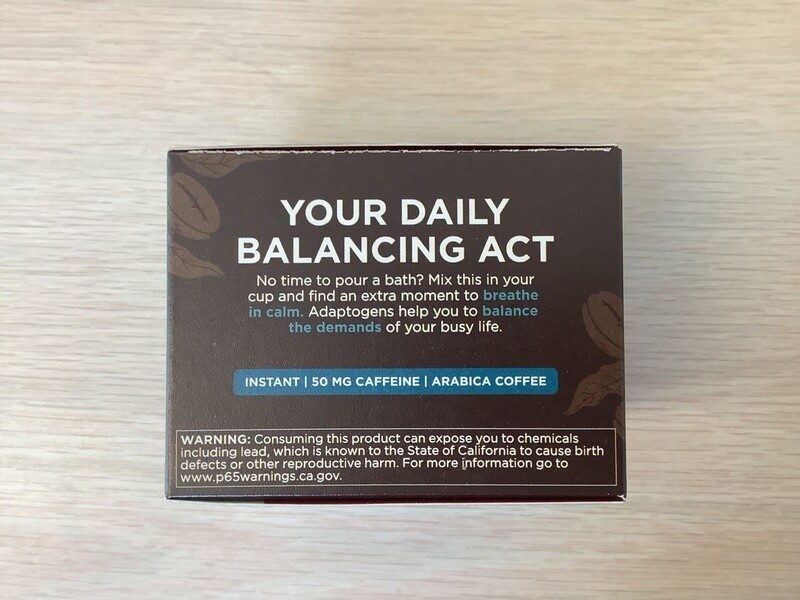 YOUR DAILY
BALANCING ACT
No time to pour a bath? Mix this in your
cup and find an extra moment to breathe
in calm. Adaptogens help you to balance
the demands of your busy life.
INSTANT | 50 MG CAFFEINE | ARABICA COFFEE
WARNING: Consuming this product can expose you to chemicals
including lead, which is known to the State of California to cause birth
defects or other reproductive harm. For more information go to
www.p65warnings.ca.gov.